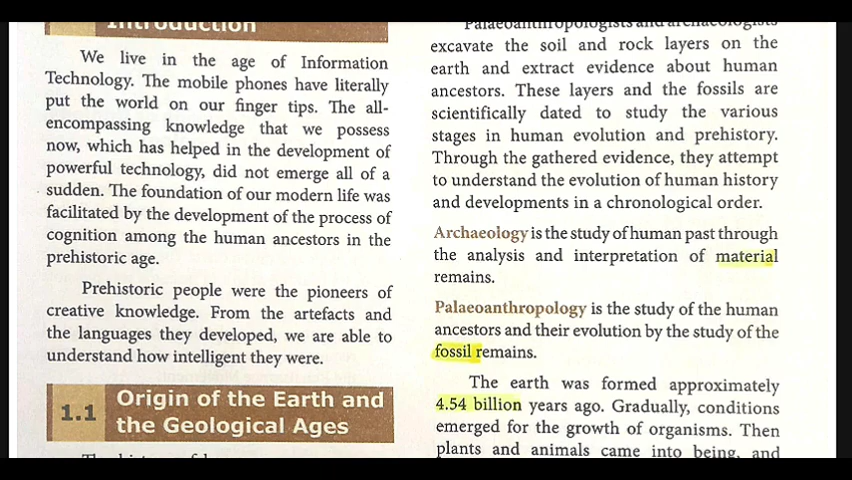 Introduction
We live in the age of Information
Technology. The mobile phones have literally
put the world on our finger tips. The all-
encompassing knowledge that we possess
now, which has helped in the development of
powerful technology, did not emerge all of a
sudden. The foundation of our modern life was
facilitated by the development of the process of
cognition among the human ancestors in the
prehistoric age.
Prehistoric people were the pioneers of
creative knowledge. From the artefacts and
the languages they developed, we are able to
understand how intelligent they were.
1.1 Origin of the Earth and
the Geological Ages
Palaeoanthropologists and archaeologists
excavate the soil and rock layers on the
earth and extract evidence about human
ancestors. These layers and the fossils are
scientifically dated to study the various
stages in human evolution and prehistory.
Through the gathered evidence, they attempt
to understand the evolution of human history
and developments in a chronological order.
Archaeology is the study of human past through
the analysis and interpretation of material
remains.
Palaeoanthropology is the study of the human
ancestors and their evolution by the study of the
fossil remains.
The earth was formed approximately
4.54 billion years ago. Gradually, conditions
emerged for the growth of organisms. Then
plants and animals came into being, and